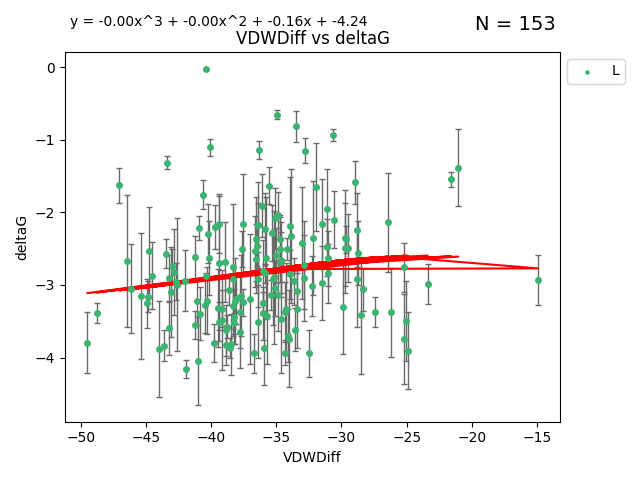 y = -0.00x^3 + -0.00x^2 + -0.16x + -4.24
N = 153
VDWDiff vs deltaG
L
deltaG
0
−1
−2
−3
−4
−50 −45 −40 −35 −30 −25 −20 −15
VDWDiff